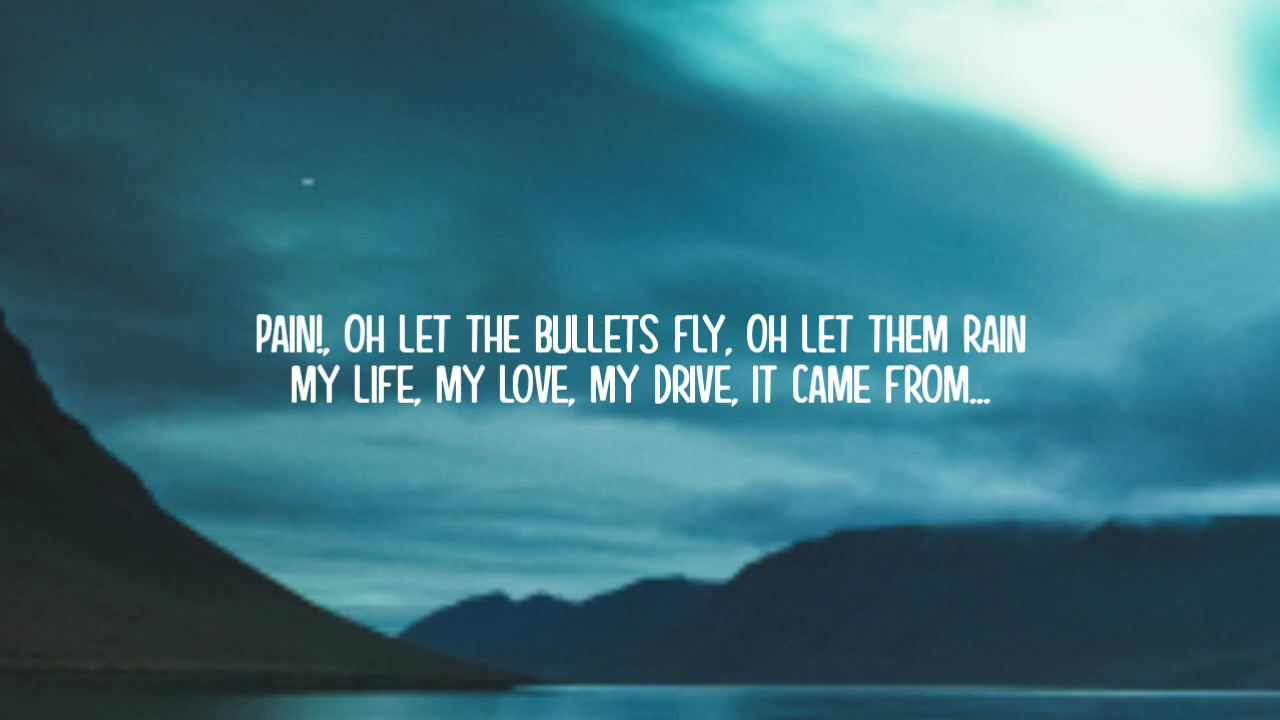 PAIN!, OH LET THE BULLETS FLY, OH LET THEM RAIN
MY LIFE, MY LOVE, MY DRIVE, IT CAME FROM...